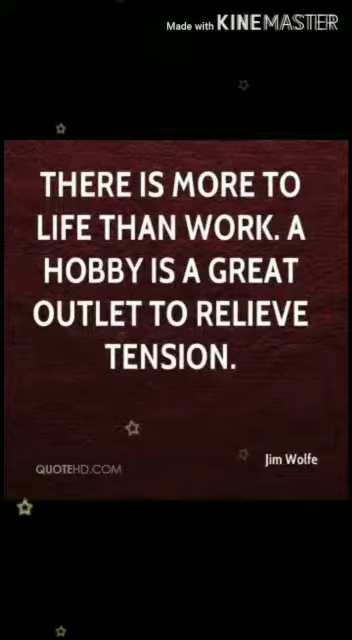 Made with KINEMASTER
THERE IS MORE TO
LIFE THAN WORK. A
HOBBY IS A GREAT
OUTLET TO RELIEVE
TENSION.
Jim Wolfe
QUOTEHD.COM